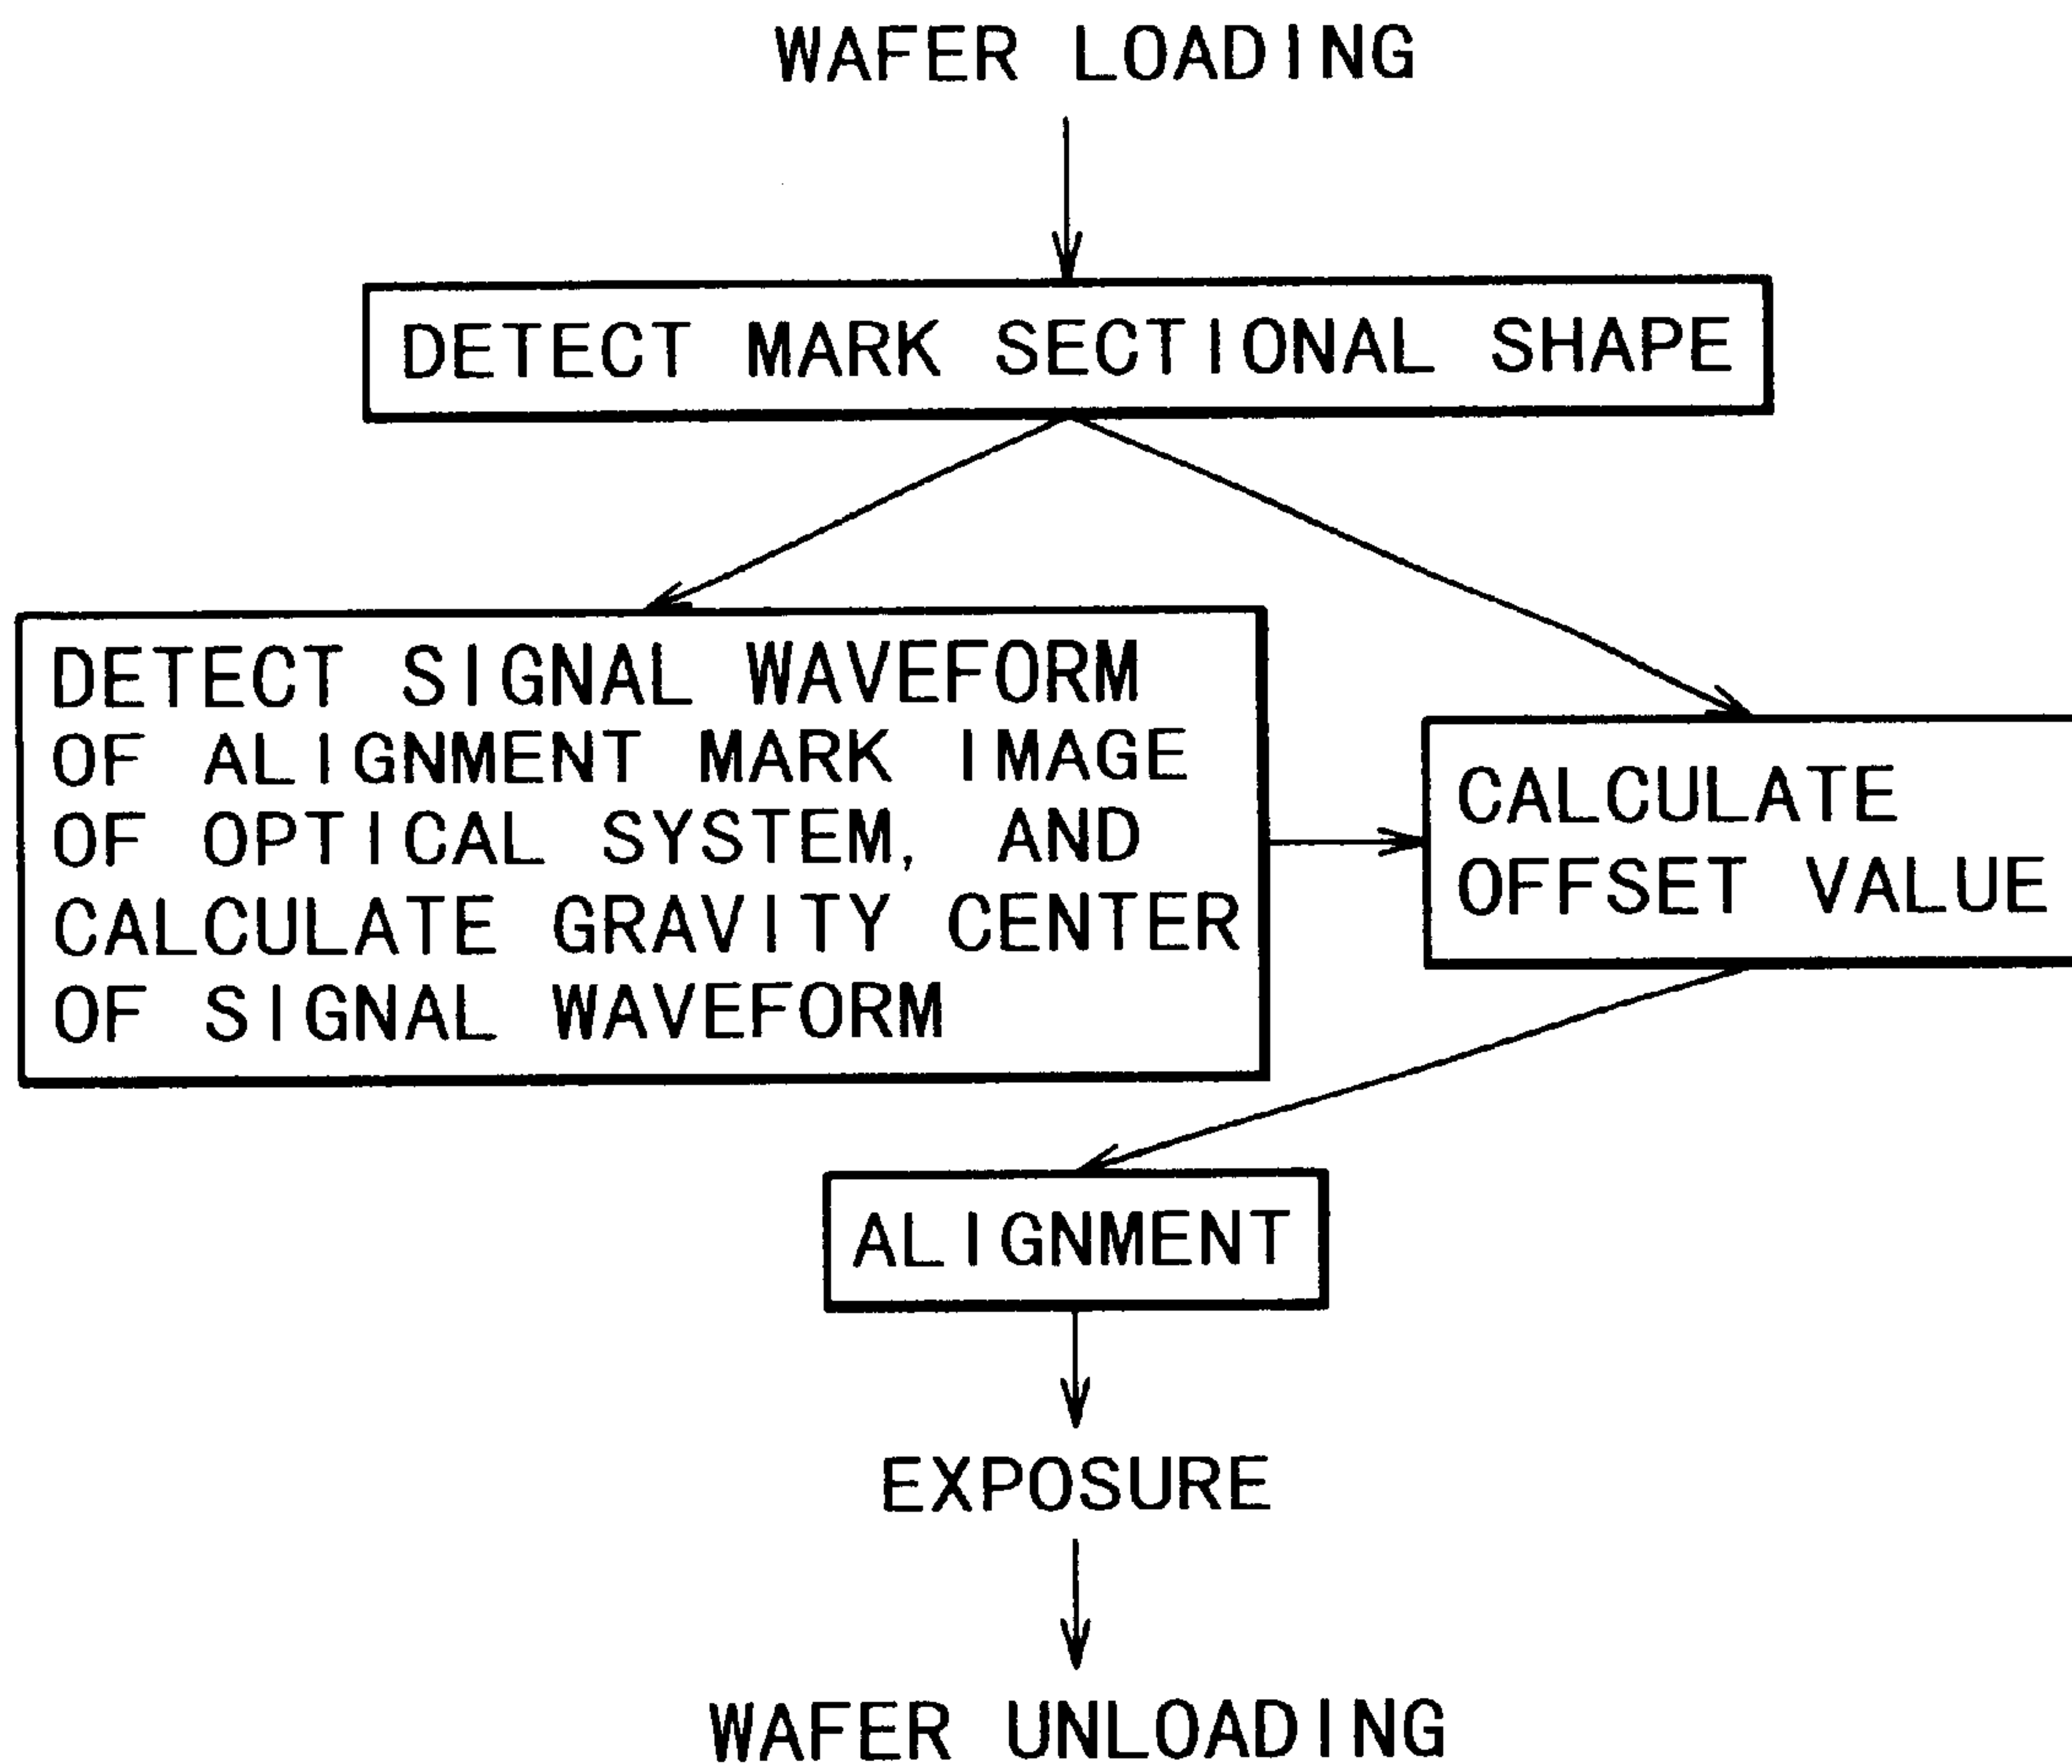 WAFER LOADING
DETECT MARK SECTIONAL SHAPE
DETECT SIGNAL WAVEFORM
OF ALIGNMENT MARK IMAGE
OF OPTICAL SYSTEM, AND
CALCULATE GRAVITY CENTER
OF SIGNAL WAVEFORM
CALCULATE
OFFSET VALUE
ALIGNMENT
EXPOSURE
WAFER UNLOADING